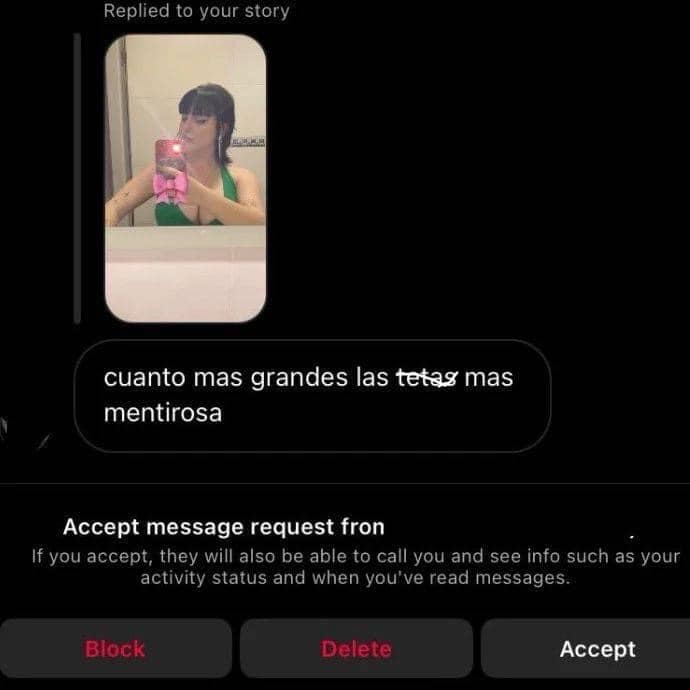 Replied to your story
cuanto mas grandes las tetas mas
mentirosa
Accept message request fron
If you accept, they will also be able to call you and see info such as your
activity status and when you've read messages.
Block
Delete
Accept